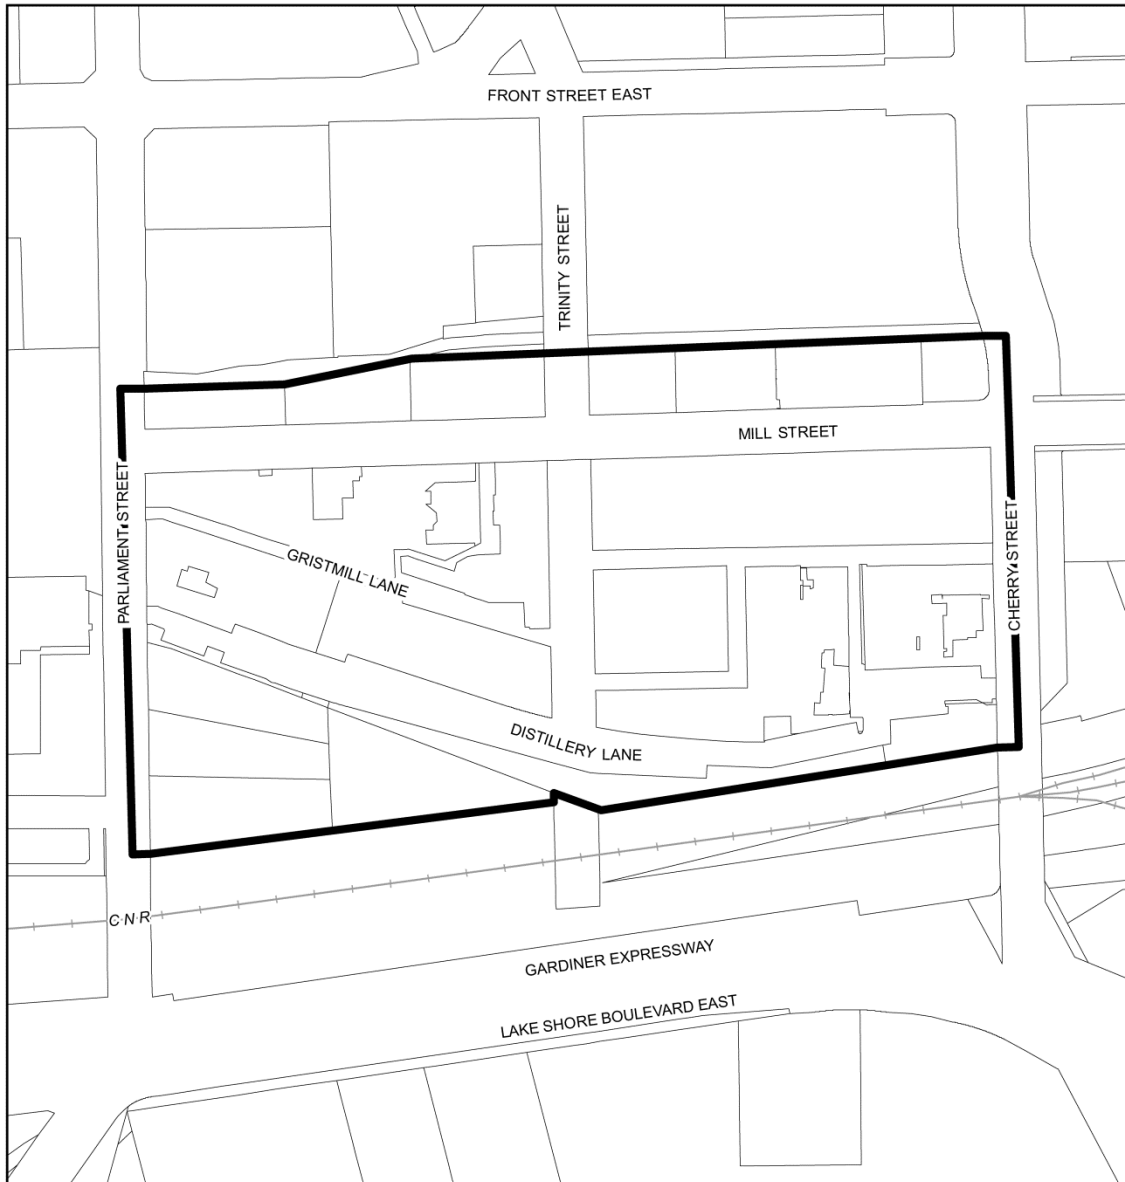 FRONT STREET EAST
TRINITY STREET
MILL STREET
PARLIAMENT STREET
GRISTMILL LANE
CHERRY STREET
DISTILLERY LANE
C N R
GARDINER EXPRESSWAY
LAKE SHORE BOULEVARD EAST